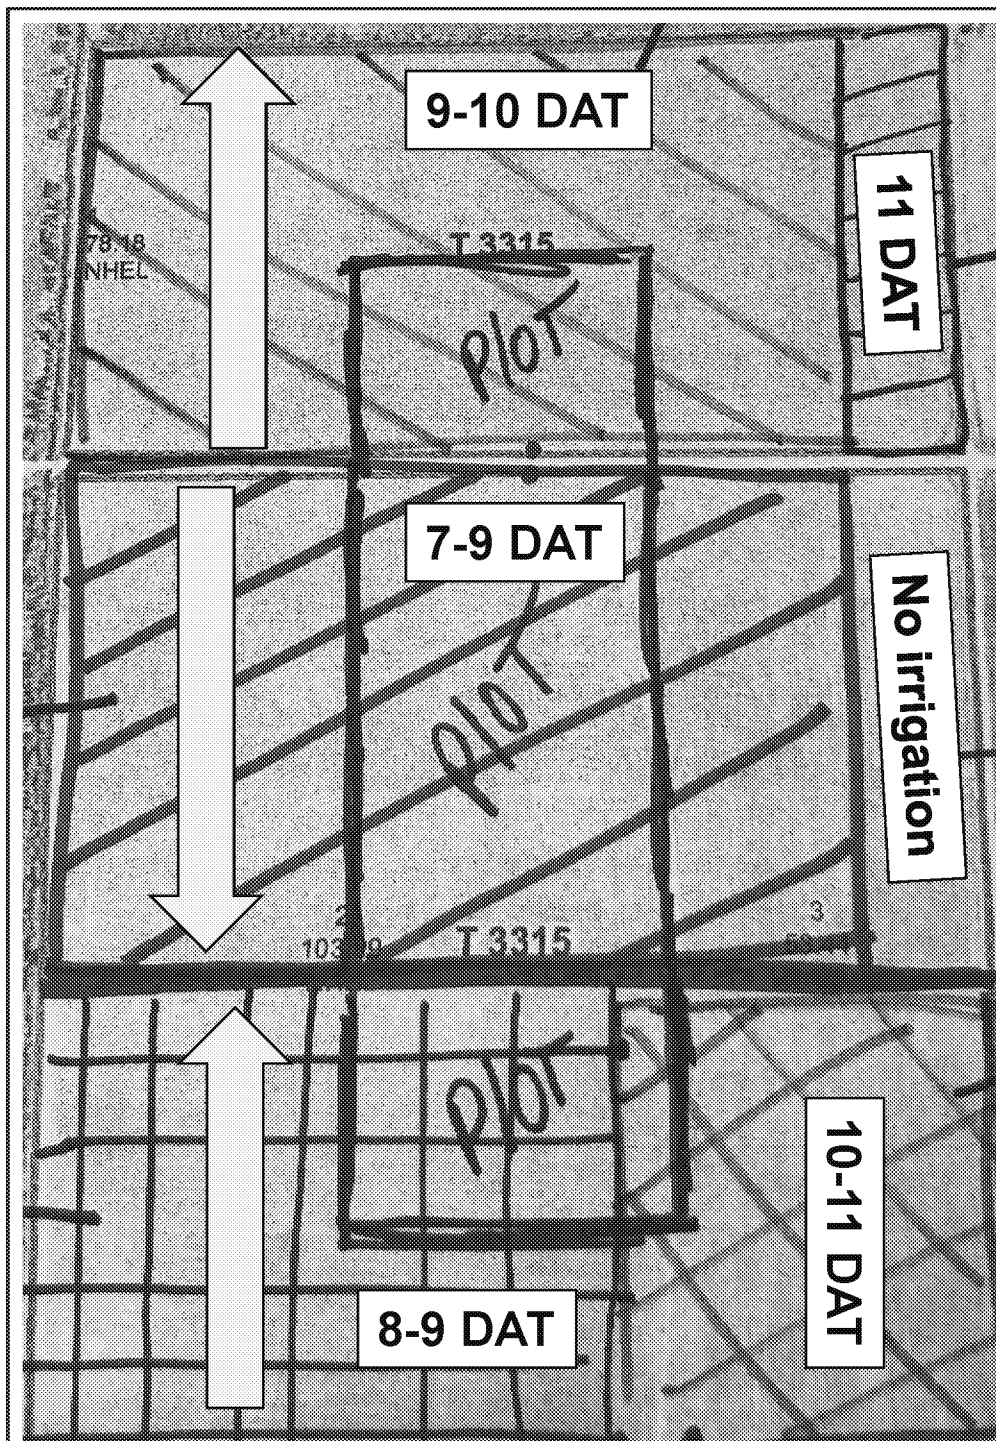 9-10 DAT
11 DAT
78.18
NHEL
T 3315
PlOT
7-9 DAT
No irrigation
PlOT
3
T 3315
PlOT
10-11 DAT
8-9 DAT